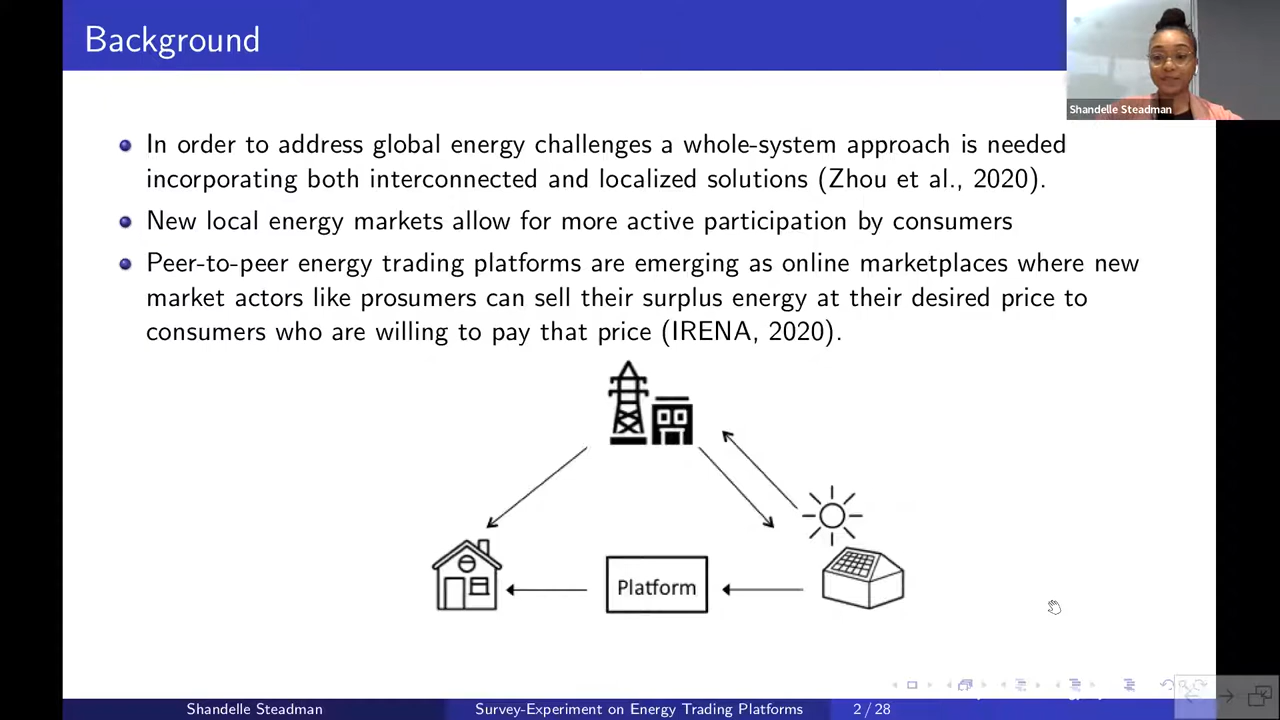 Background
Shandelle Steadman
In order to address global energy challenges a whole-system approach is needed
incorporating both interconnected and localized solutions (Zhou et al., 2020).
New local energy markets allow for more active participation by consumers
Peer-to-peer energy trading platforms are emerging as online marketplaces where new
market actors like prosumers can sell their surplus energy at their desired price to
consumers who are willing to pay that price (IRENA, 2020).
Platform
Shandelle Steadman
Survey-Experiment on Energy Trading Platforms
2 / 28